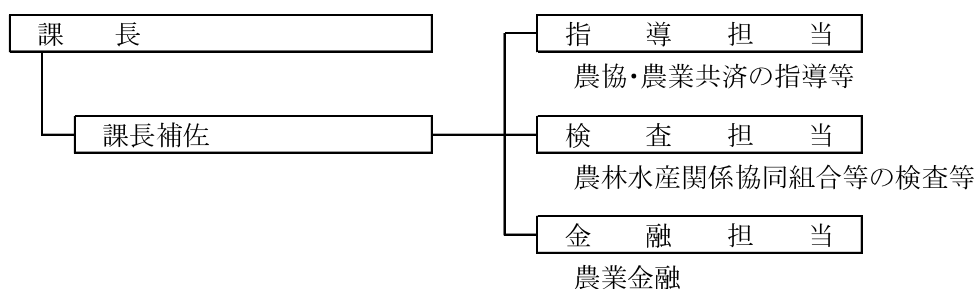 課長
指導担当
農協・農業共済の指導等
課長補佐
検査担当
農林水産関係協同組合等の検査等
金融担当
農業金融